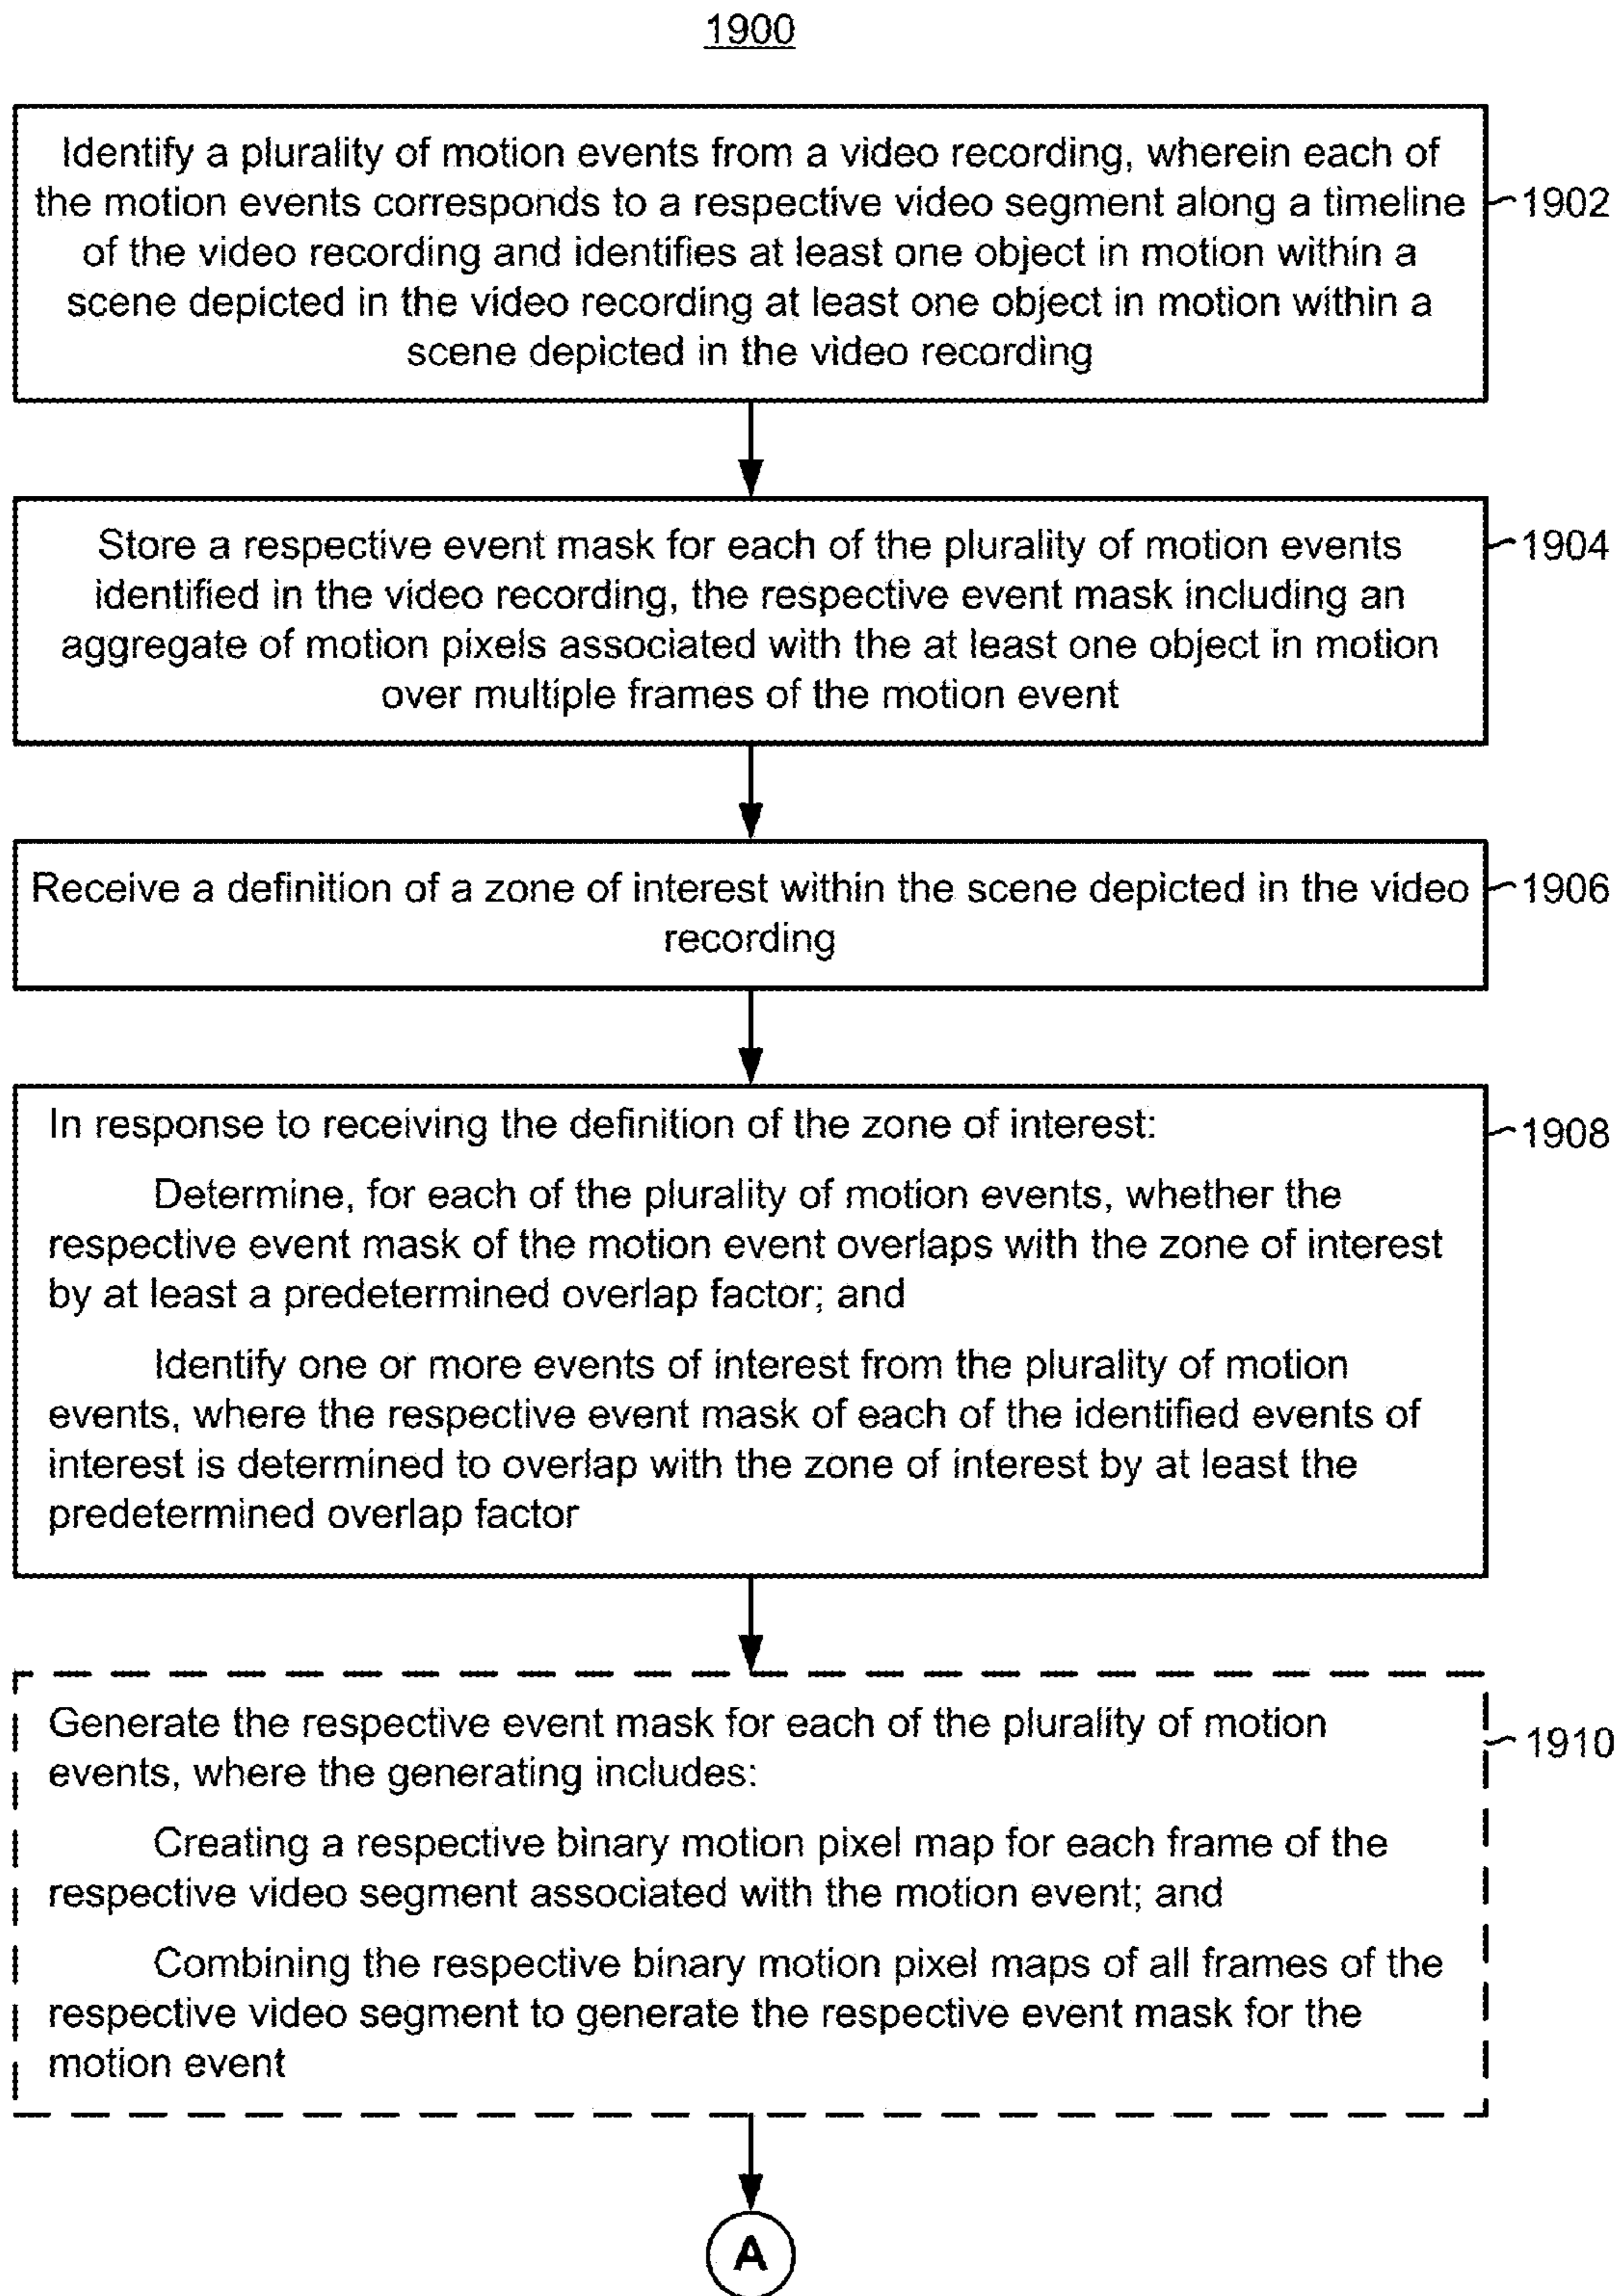 1900
Identify a plurality of motion events from a video recording, wherein each of
the motion events corresponds to a respective video segment along a timeline
of the video recording and identifies at least one object in motion within a
scene depicted in the video recording at least one object in motion within a
scene depicted in the video recording
1902
Store a respective event mask for each of the plurality of motion events
identified in the video recording, the respective event mask including an
aggregate of motion pixels associated with the at least one object in motion
over multiple frames of the motion event
1904
Receive a definition of a zone of interest within the scene depicted in the video
recording
1906
In response to receiving the definition of the zone of interest:
Determine, for each of the plurality of motion events, whether the
respective event mask of the motion event overlaps with the zone of interest
by at least a predetermined overlap factor; and
Identify one or more events of interest from the plurality of motion
events, where the respective event mask of each of the identified events of
interest is determined to overlap with the zone of interest by at least the
predetermined overlap factor
1908
Generate the respective event mask for each of the plurality of motion
events, where the generating includes:
Creating a respective binary motion pixel map for each frame of the
respective video segment associated with the motion event; and
Combining the respective binary motion pixel maps of all frames of the
respective video segment to generate the respective event mask for the
motion event
1910
A